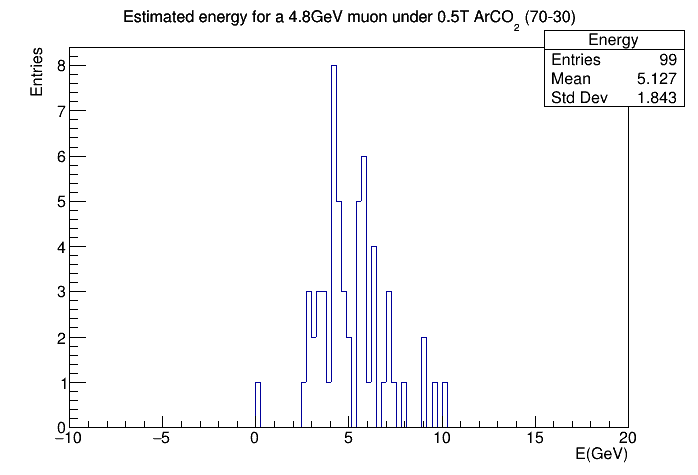 Estimated energy for a 4.8GeV muon under 0.5T ArCO2 (70-30)
Energy
Entries 99
Mean 5.127
Std Dev 1.843
Entries
8
7
6
5
4
3
2
1
0
−10 −5 0 5 10 15 20
E(GeV)